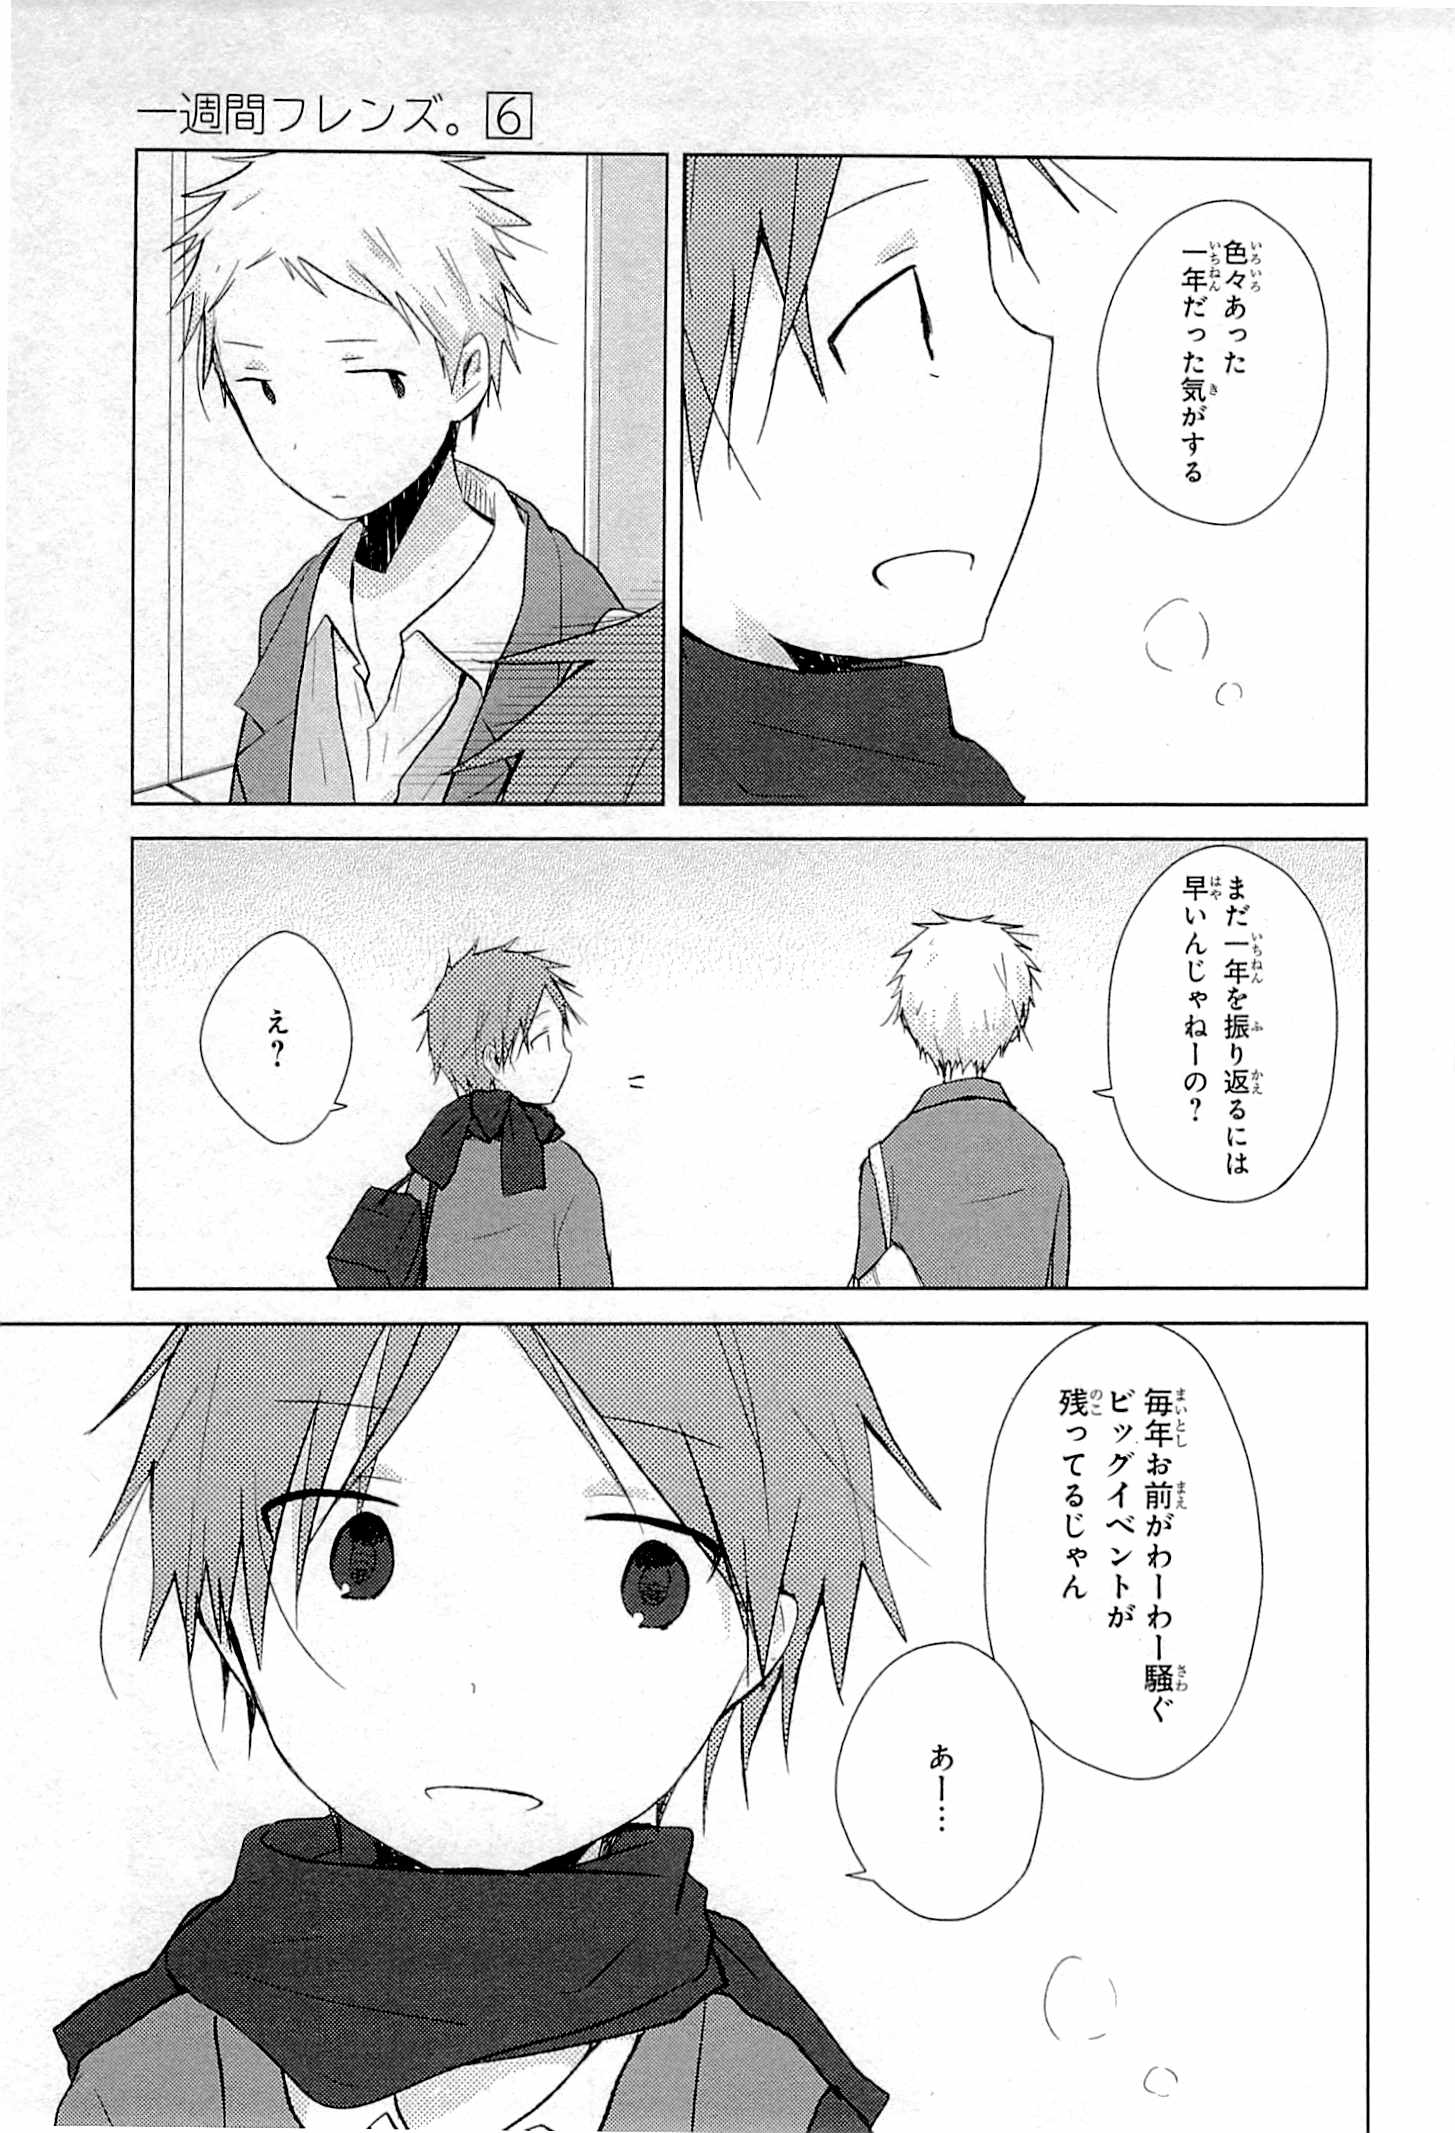 一週間フレンズ。6
色々あった
一年だった気がする
まだ一年を振り返るには
早いんじゃねーの?
え?
毎年お前がわーわー騒ぐ
ビッグイベントが
残ってるじゃん
あー…